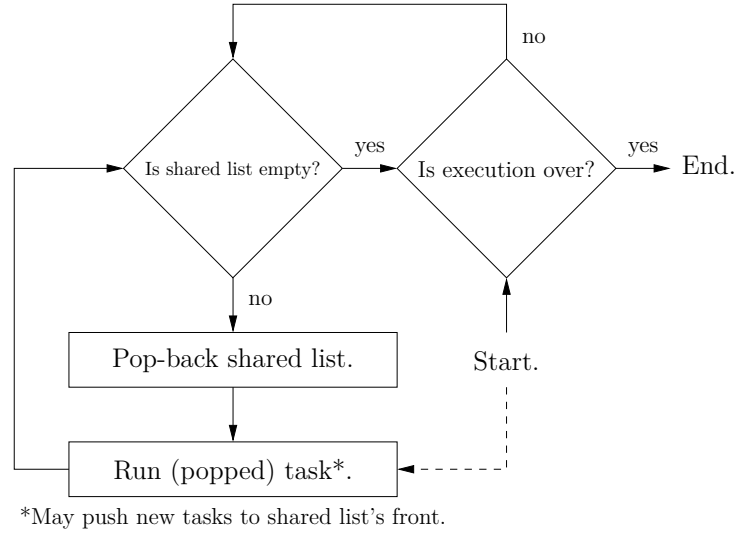 no
Is shared list empty?
yes
Is execution over?
yes
End.
no
Pop-back shared list.
Start.
Run (popped) task*.
*May push new tasks to shared list's front.